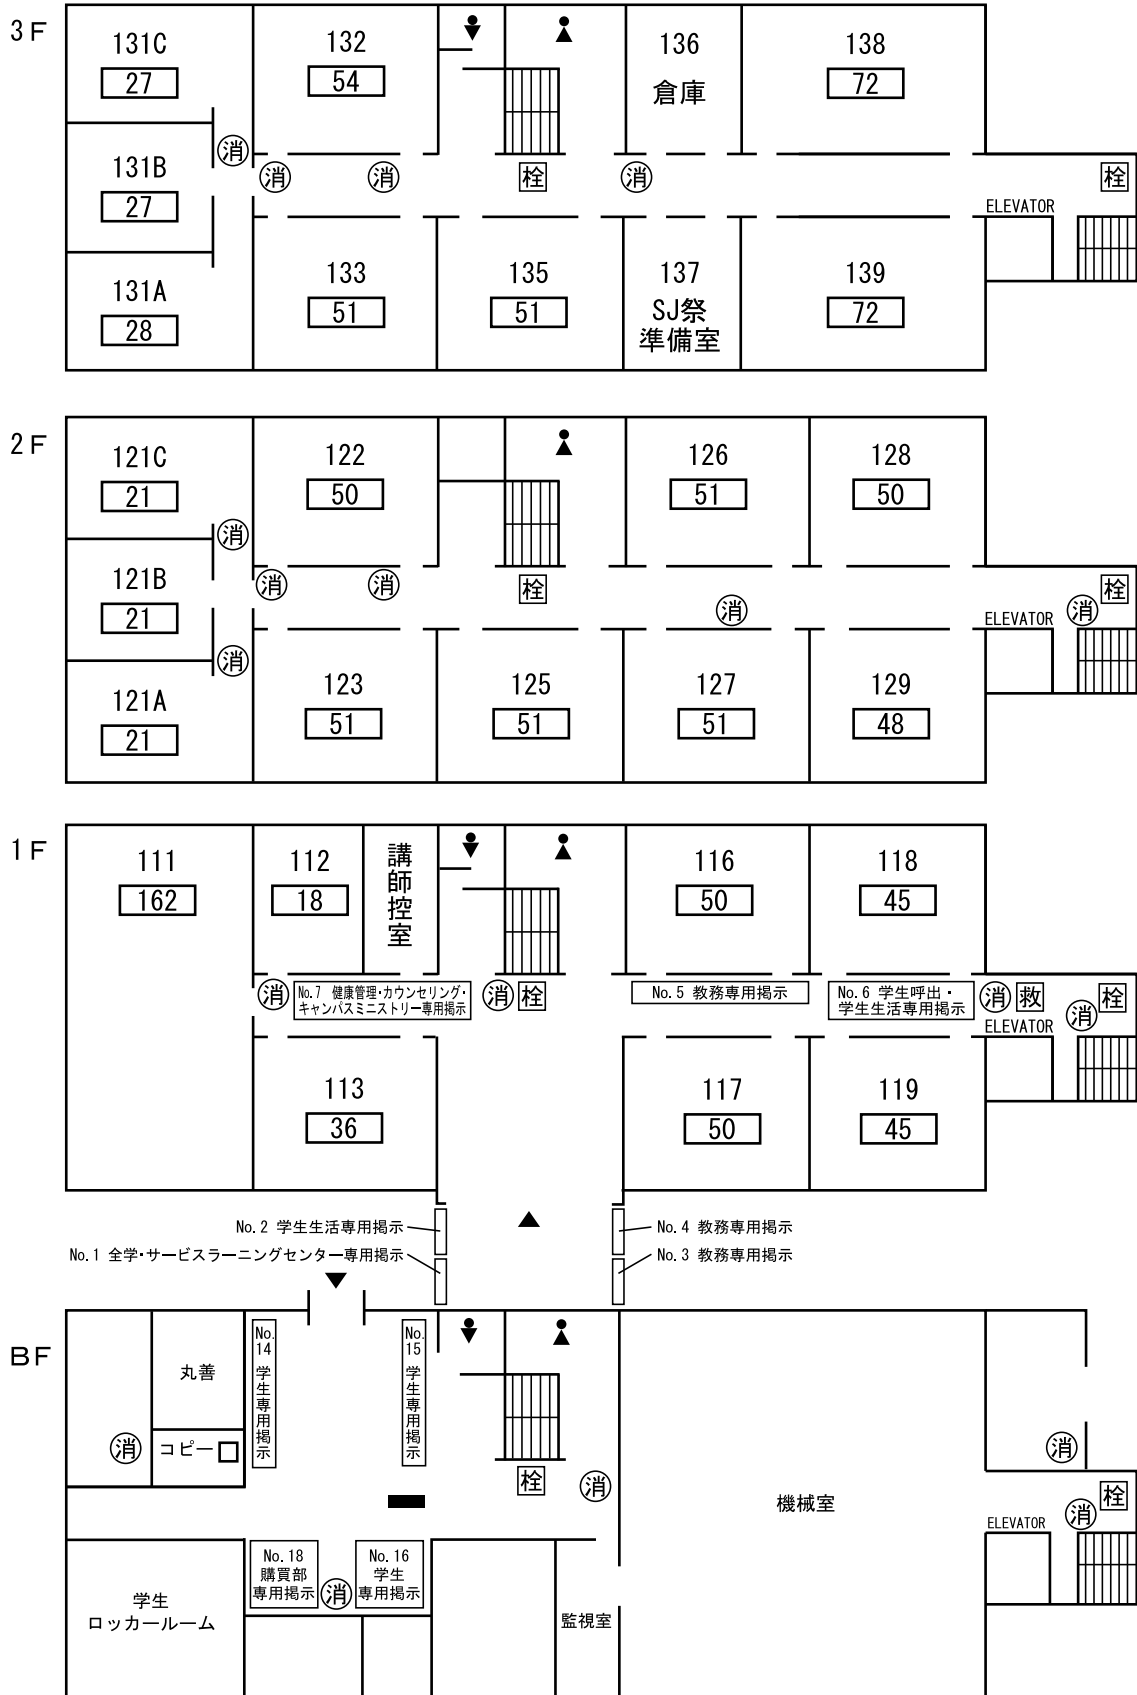 3F
131C
27
132
54
136
倉庫
138
72
131B
27
消
消
消
栓
消
栓
ELEVATOR
131A
28
133
51
135
51
137
SJ祭
準備室
139
72
2F
121C
21
122
50
126
51
128
50
消
121B
21
消
消
栓
消
消
栓
ELEVATOR
消
121A
21
123
51
125
51
127
51
129
48
1F
111
162
112
18
講師控室
116
50
118
45
消
No.7 健康管理・カウンセリング・
キャンパスミニストリー専用掲示
消
栓
No.5 教務専用掲示
No.6 学生呼出・
学生生活専用掲示
消
救
消
栓
ELEVATOR
113
36
117
50
119
45
No.2 学生生活専用掲示
No.4 教務専用掲示
No.1 全学・サービスラーニングセンター専用掲示
No.3 教務専用掲示
BF
丸善
No.14 学生専用掲示
No.15 学生専用掲示
消
コピー
栓
消
機械室
消
消
栓
ELEVATOR
学生
ロッカールーム
No.18
購買部
専用掲示
消
No.16
学生
専用掲示
監視室